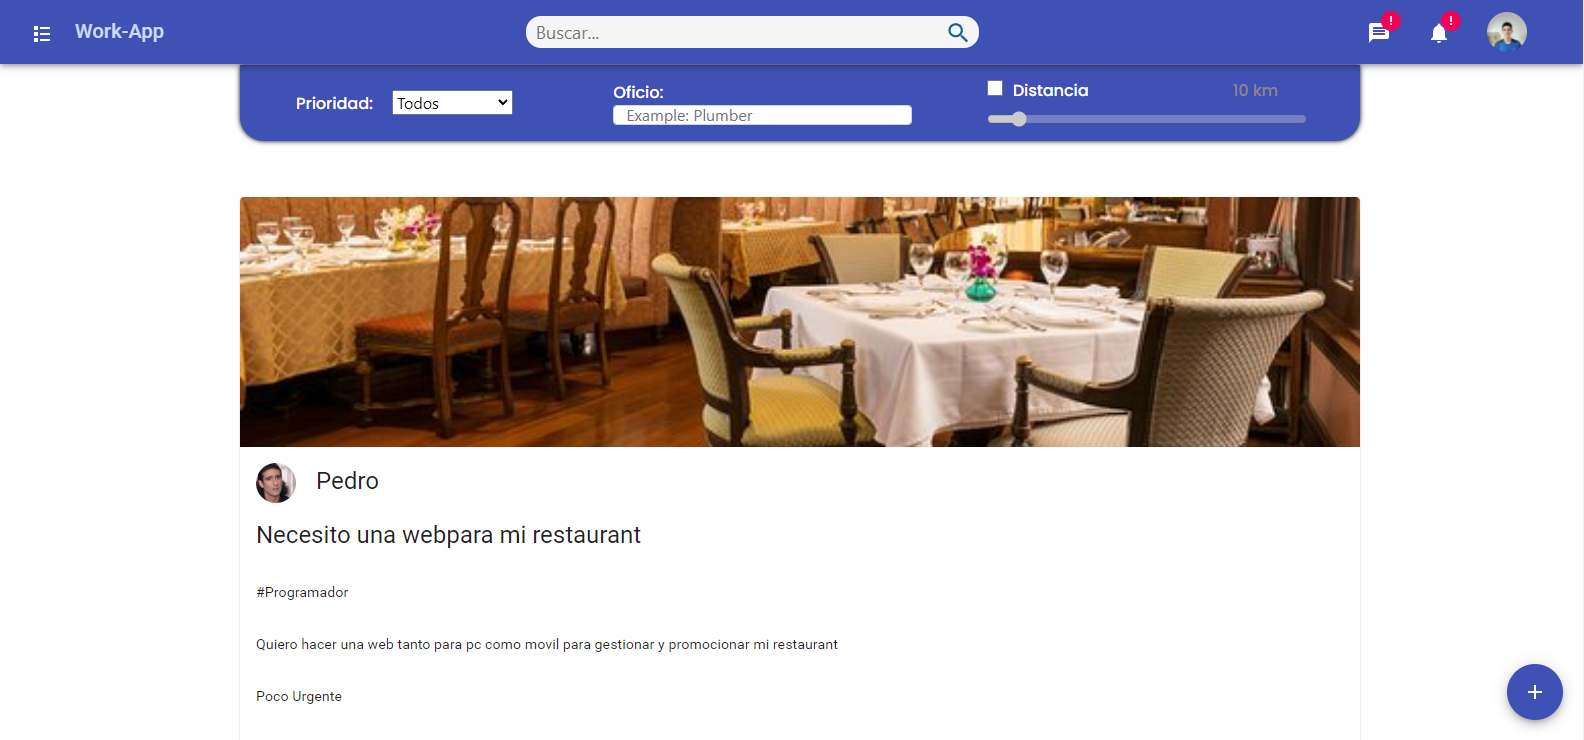 Work-App
Buscar...
!
!
Prioridad:
Todos
Oficio:
Example: Plumber
Distancia
10 km
Pedro
Necesito una webpara mi restaurant
#Programador
Quiero hacer una web tanto para pc como movil para gestionar y promocionar mi restaurant
Poco Urgente
+